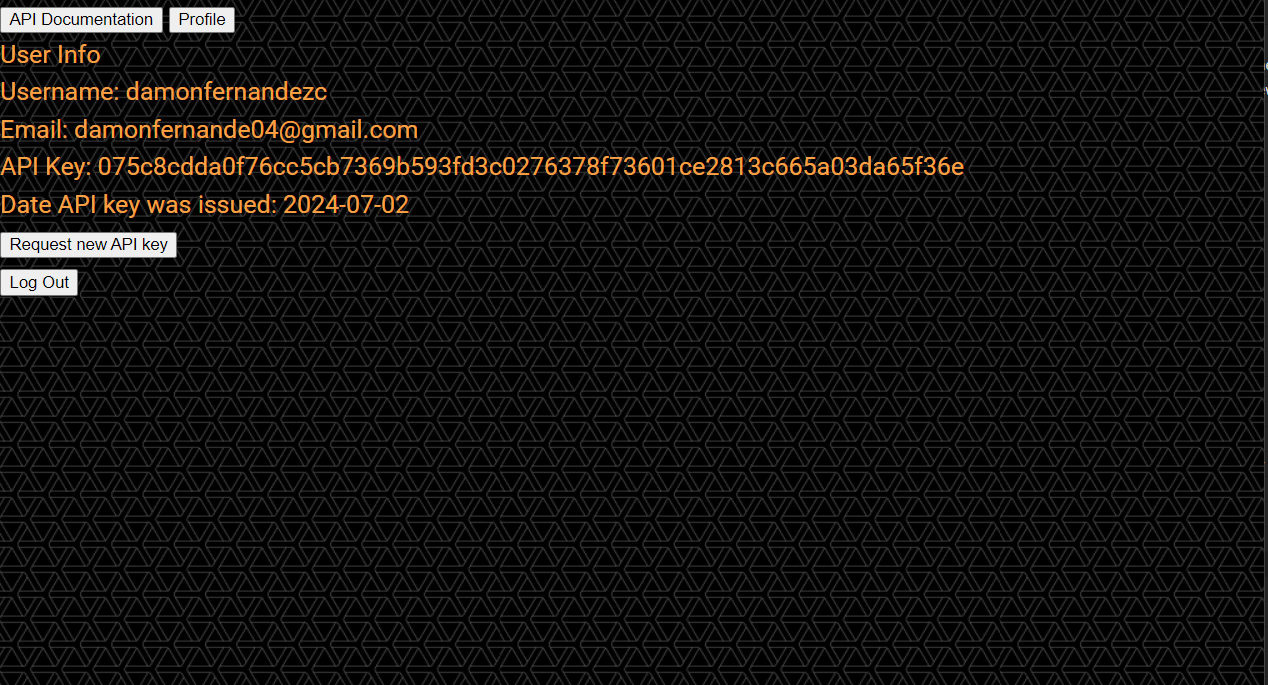 API Documentation Profile
User Info
Username: damonfernandezc
Email: damonfernande04@gmail.com
API Key: 075c8cdda0f76cc5cb7369b593fd3c0276378f73601ce2813c665a03da65f36e
Date API key was issued: 2024-07-02
Request new API key
Log Out